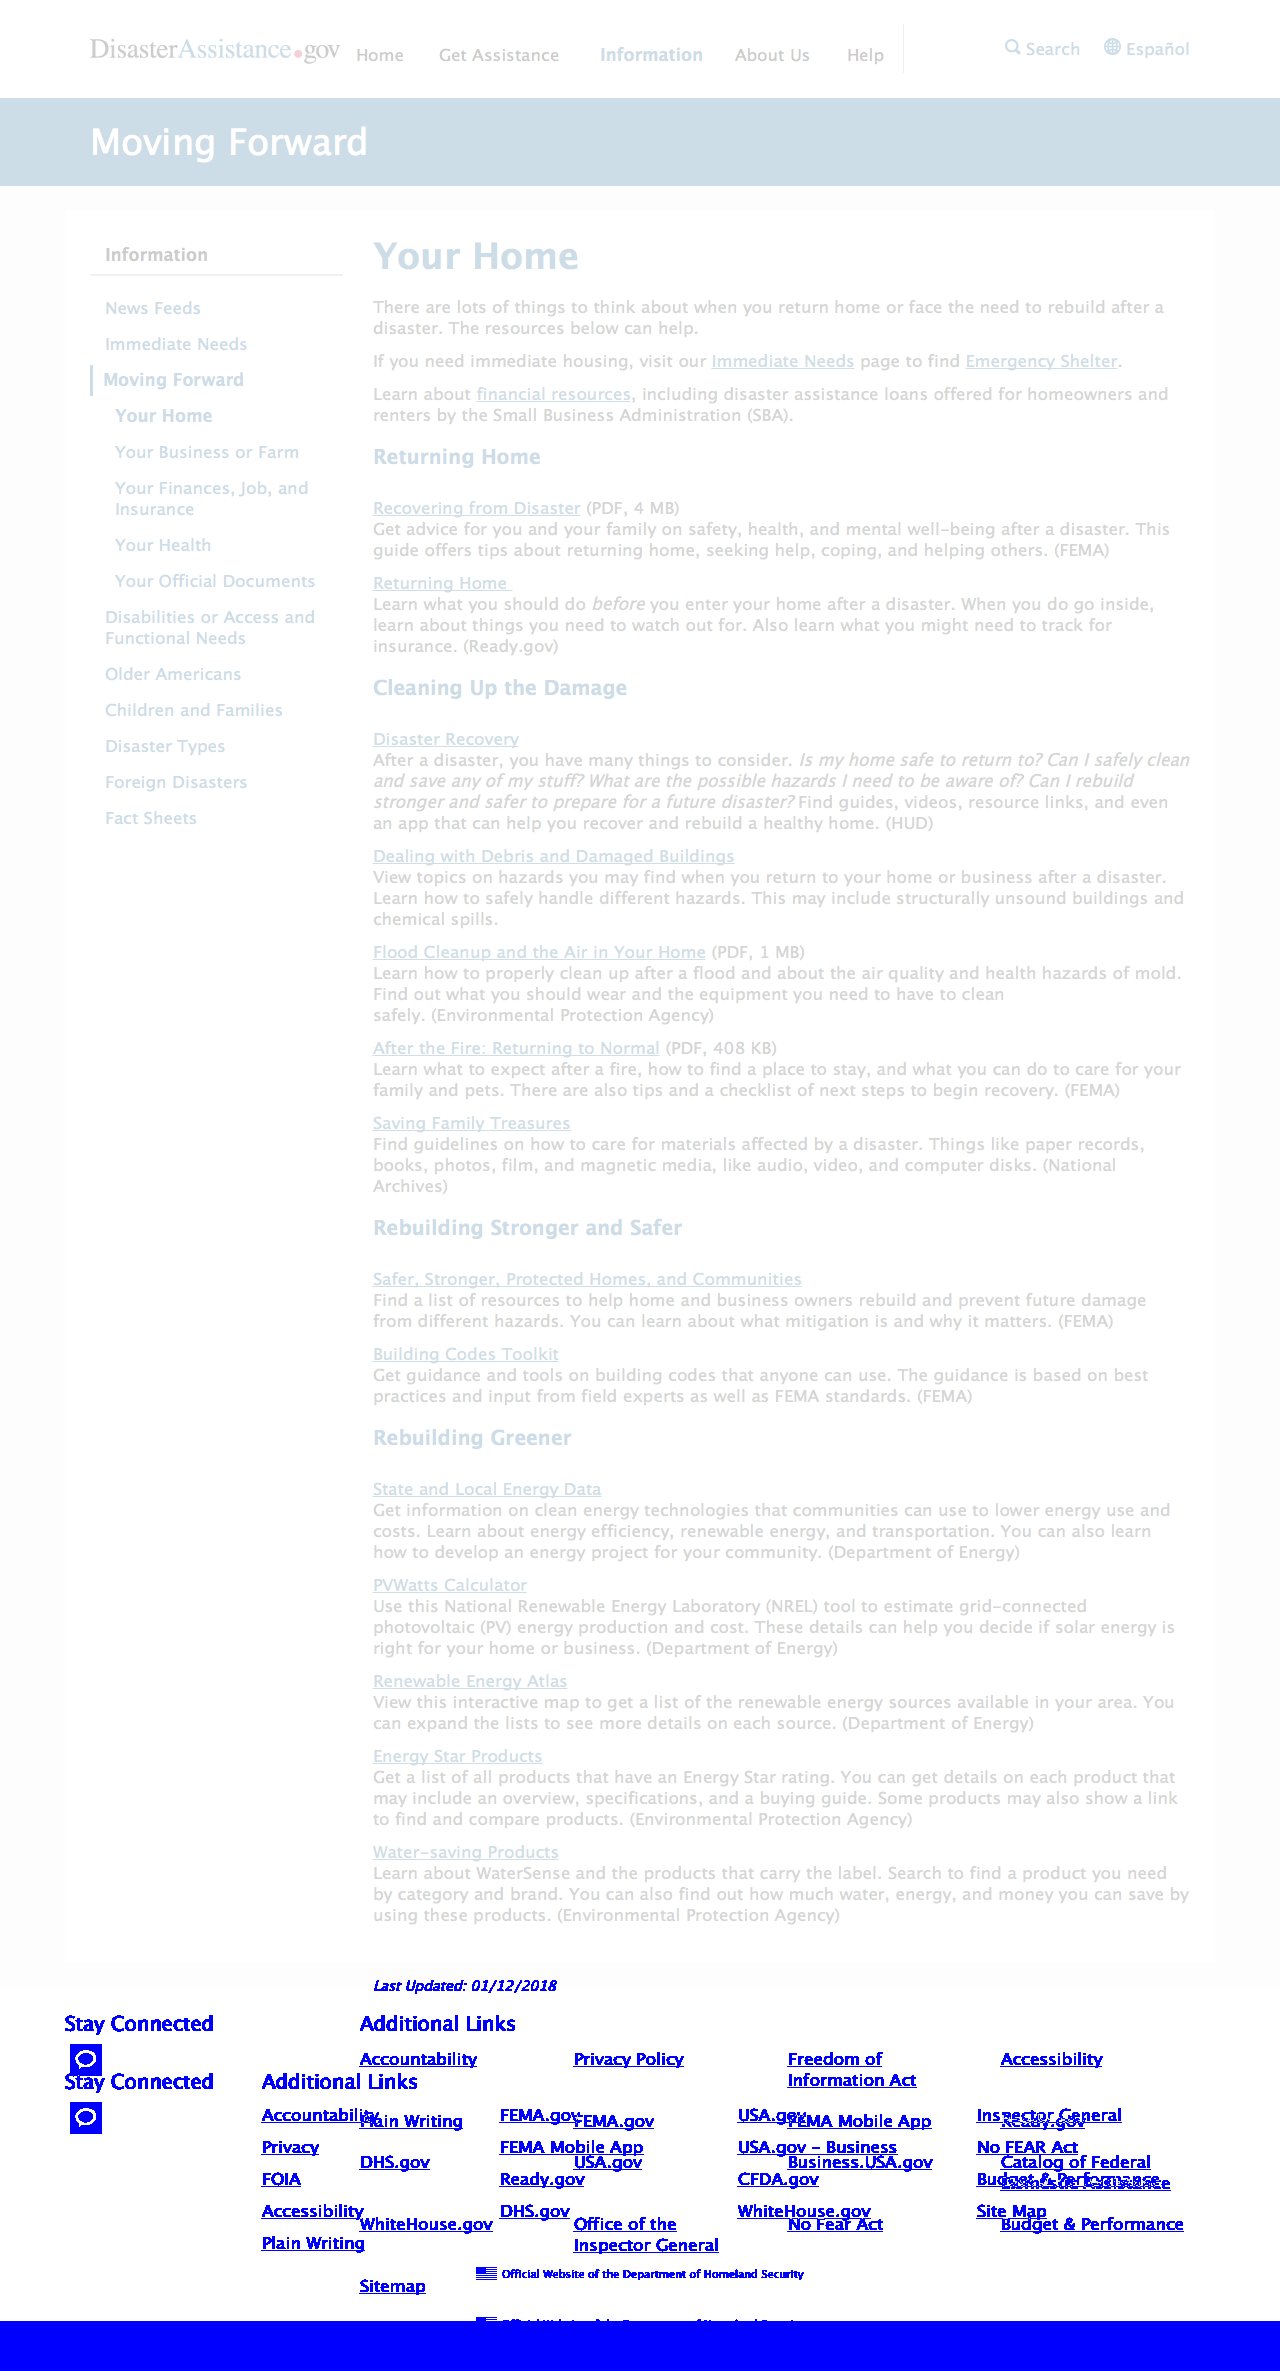 DisasterAssistance.gov Home Get Assistance Information About Us Help Search Español
Moving Forward
Information
News Feeds
Immediate Needs
Moving Forward
Your Home
Your Business or Farm
Your Finances, Job, and
Insurance
Your Health
Your Official Documents
Disabilities or Access and
Functional Needs
Older Americans
Children and Families
Disaster Types
Foreign Disasters
Fact Sheets
Your Home
There are lots of things to think about when you return home or face the need to rebuild after a
disaster. The resources below can help.
If you need immediate housing, visit our Immediate Needs page to find Emergency Shelter.
Learn about financial resources, including disaster assistance loans offered for homeowners and
renters by the Small Business Administration (SBA).
Returning Home
Recovering from Disaster (PDF, 4 MB)
Get advice for you and your family on safety, health, and mental well-being after a disaster. This
guide offers tips about returning home, seeking help, coping, and helping others. (FEMA)
Returning Home
Learn what you should do before you enter your home after a disaster. When you do go inside,
learn about things you need to watch out for. Also learn what you might need to track for
insurance. (Ready.gov)
Cleaning Up the Damage
Disaster Recovery
After a disaster, you have many things to consider. Is my home safe to return to? Can I safely clean
and save any of my stuff? What are the possible hazards I need to be aware of? Can I rebuild
stronger and safer to prepare for a future disaster? Find guides, videos, resource links, and even
an app that can help you recover and rebuild a healthy home. (HUD)
Dealing with Debris and Damaged Buildings
View topics on hazards you may find when you return to your home or business after a disaster.
Learn how to safely handle different hazards. This may include structurally unsound buildings and
chemical spills.
Flood Cleanup and the Air in Your Home (PDF, 1 MB)
Learn how to properly clean up after a flood and about the air quality and health hazards of mold.
Find out what you should wear and the equipment you need to have to clean
safely. (Environmental Protection Agency)
After the Fire: Returning to Normal (PDF, 408 KB)
Learn what to expect after a fire, how to find a place to stay, and what you can do to care for your
family and pets. There are also tips and a checklist of next steps to begin recovery. (FEMA)
Saving Family Treasures
Find guidelines on how to care for materials affected by a disaster. Things like paper records,
books, photos, film, and magnetic media, like audio, video, and computer disks. (National
Archives)
Rebuilding Stronger and Safer
Safer, Stronger, Protected Homes, and Communities
Find a list of resources to help home and business owners rebuild and prevent future damage
from different hazards. You can learn about what mitigation is and why it matters. (FEMA)
Building Codes Toolkit
Get guidance and tools on building codes that anyone can use. The guidance is based on best
practices and input from field experts as well as FEMA standards. (FEMA)
Rebuilding Greener
State and Local Energy Data
Get information on clean energy technologies that communities can use to lower energy use and
costs. Learn about energy efficiency, renewable energy, and transportation. You can also learn
how to develop an energy project for your community. (Department of Energy)
PVWatts Calculator
Use this National Renewable Energy Laboratory (NREL) tool to estimate grid-connected
photovoltaic (PV) energy production and cost. These details can help you decide if solar energy is
right for your home or business. (Department of Energy)
Renewable Energy Atlas
View this interactive map to get a list of the renewable energy sources available in your area. You
can expand the lists to see more details on each source. (Department of Energy)
Energy Star Products
Get a list of all products that have an Energy Star rating. You can get details on each product that
may include an overview, specifications, and a buying guide. Some products may also show a link
to find and compare products. (Environmental Protection Agency)
Water-saving Products
Learn about WaterSense and the products that carry the label. Search to find a product you need
by category and brand. You can also find out how much water, energy, and money you can save by
using these products. (Environmental Protection Agency)
Last Updated: 01/12/2018
Stay Connected Additional Links
Accountability Privacy Policy Freedom of Accessibility
Information Act
Stay Connected Additional Links
Accountability FEMA.gov USA.gov Inspector General
Plain Writing FEMA.gov FEMA Mobile App Ready.gov
Privacy FEMA Mobile App USA.gov - Business No FEAR Act
DHS.gov USA.gov Business.USA.gov Catalog of Federal
FOIA Ready.gov CFDA.gov Budget & Performance
Domestic Assistance
Accessibility DHS.gov WhiteHouse.gov Site Map
WhiteHouse.gov Office of the No Fear Act Budget & Performance
Plain Writing Inspector General
Official Website of the Department of Homeland Security
Sitemap